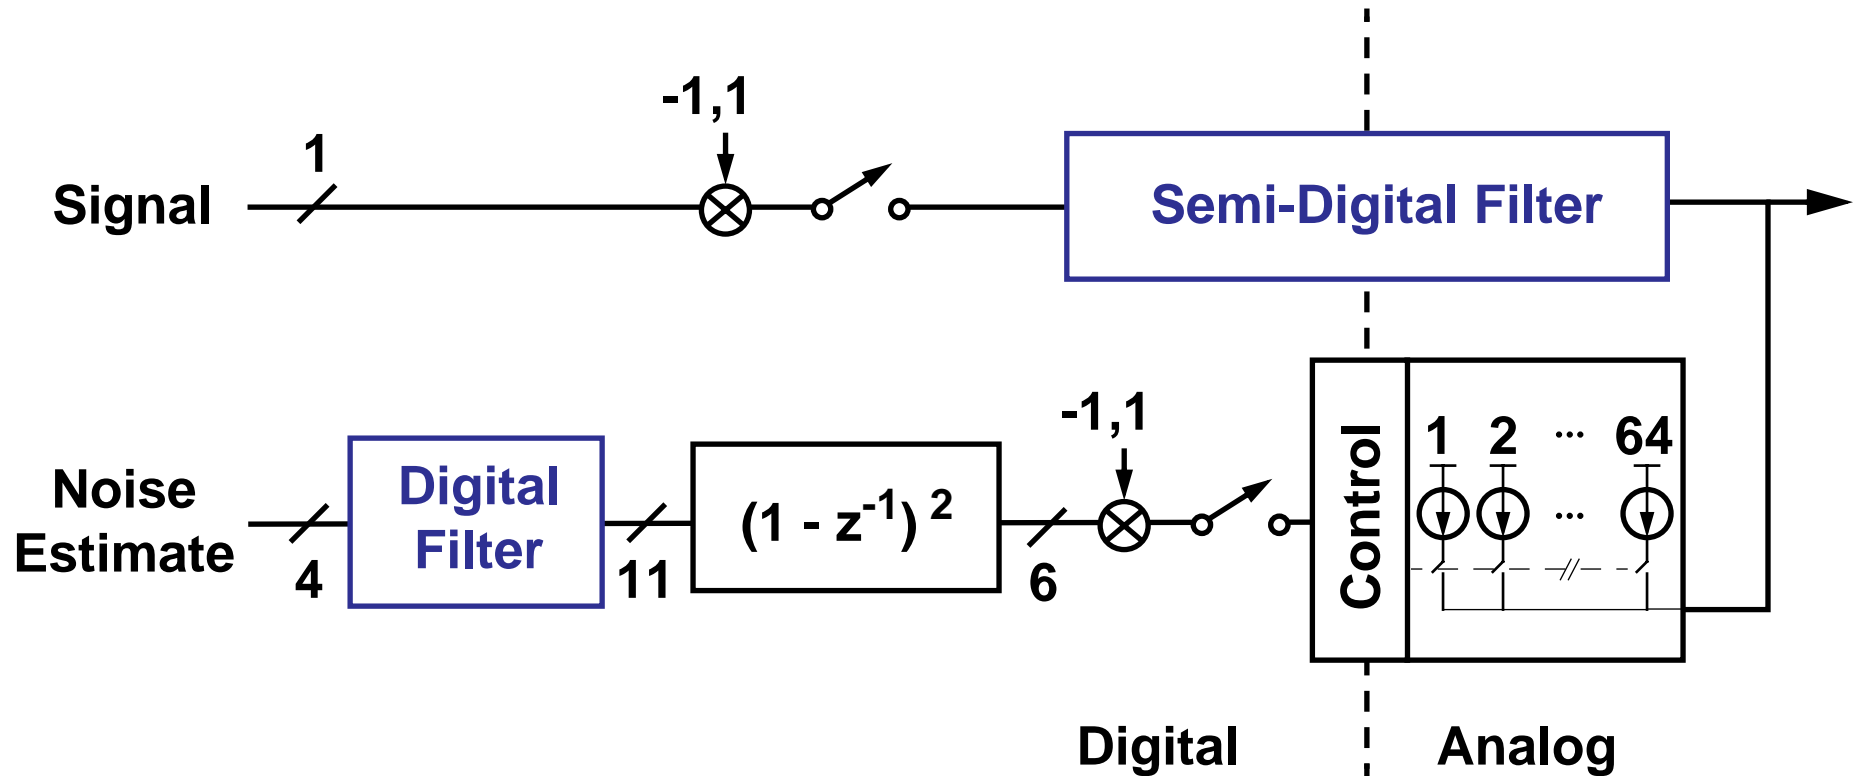 -1,1
1
Signal
Semi-Digital Filter
-1,1
1 2 ... 64
Noise
Estimate
4
Digital
Filter
11
(1 - z-1) 2
6
Control
...
Digital
Analog